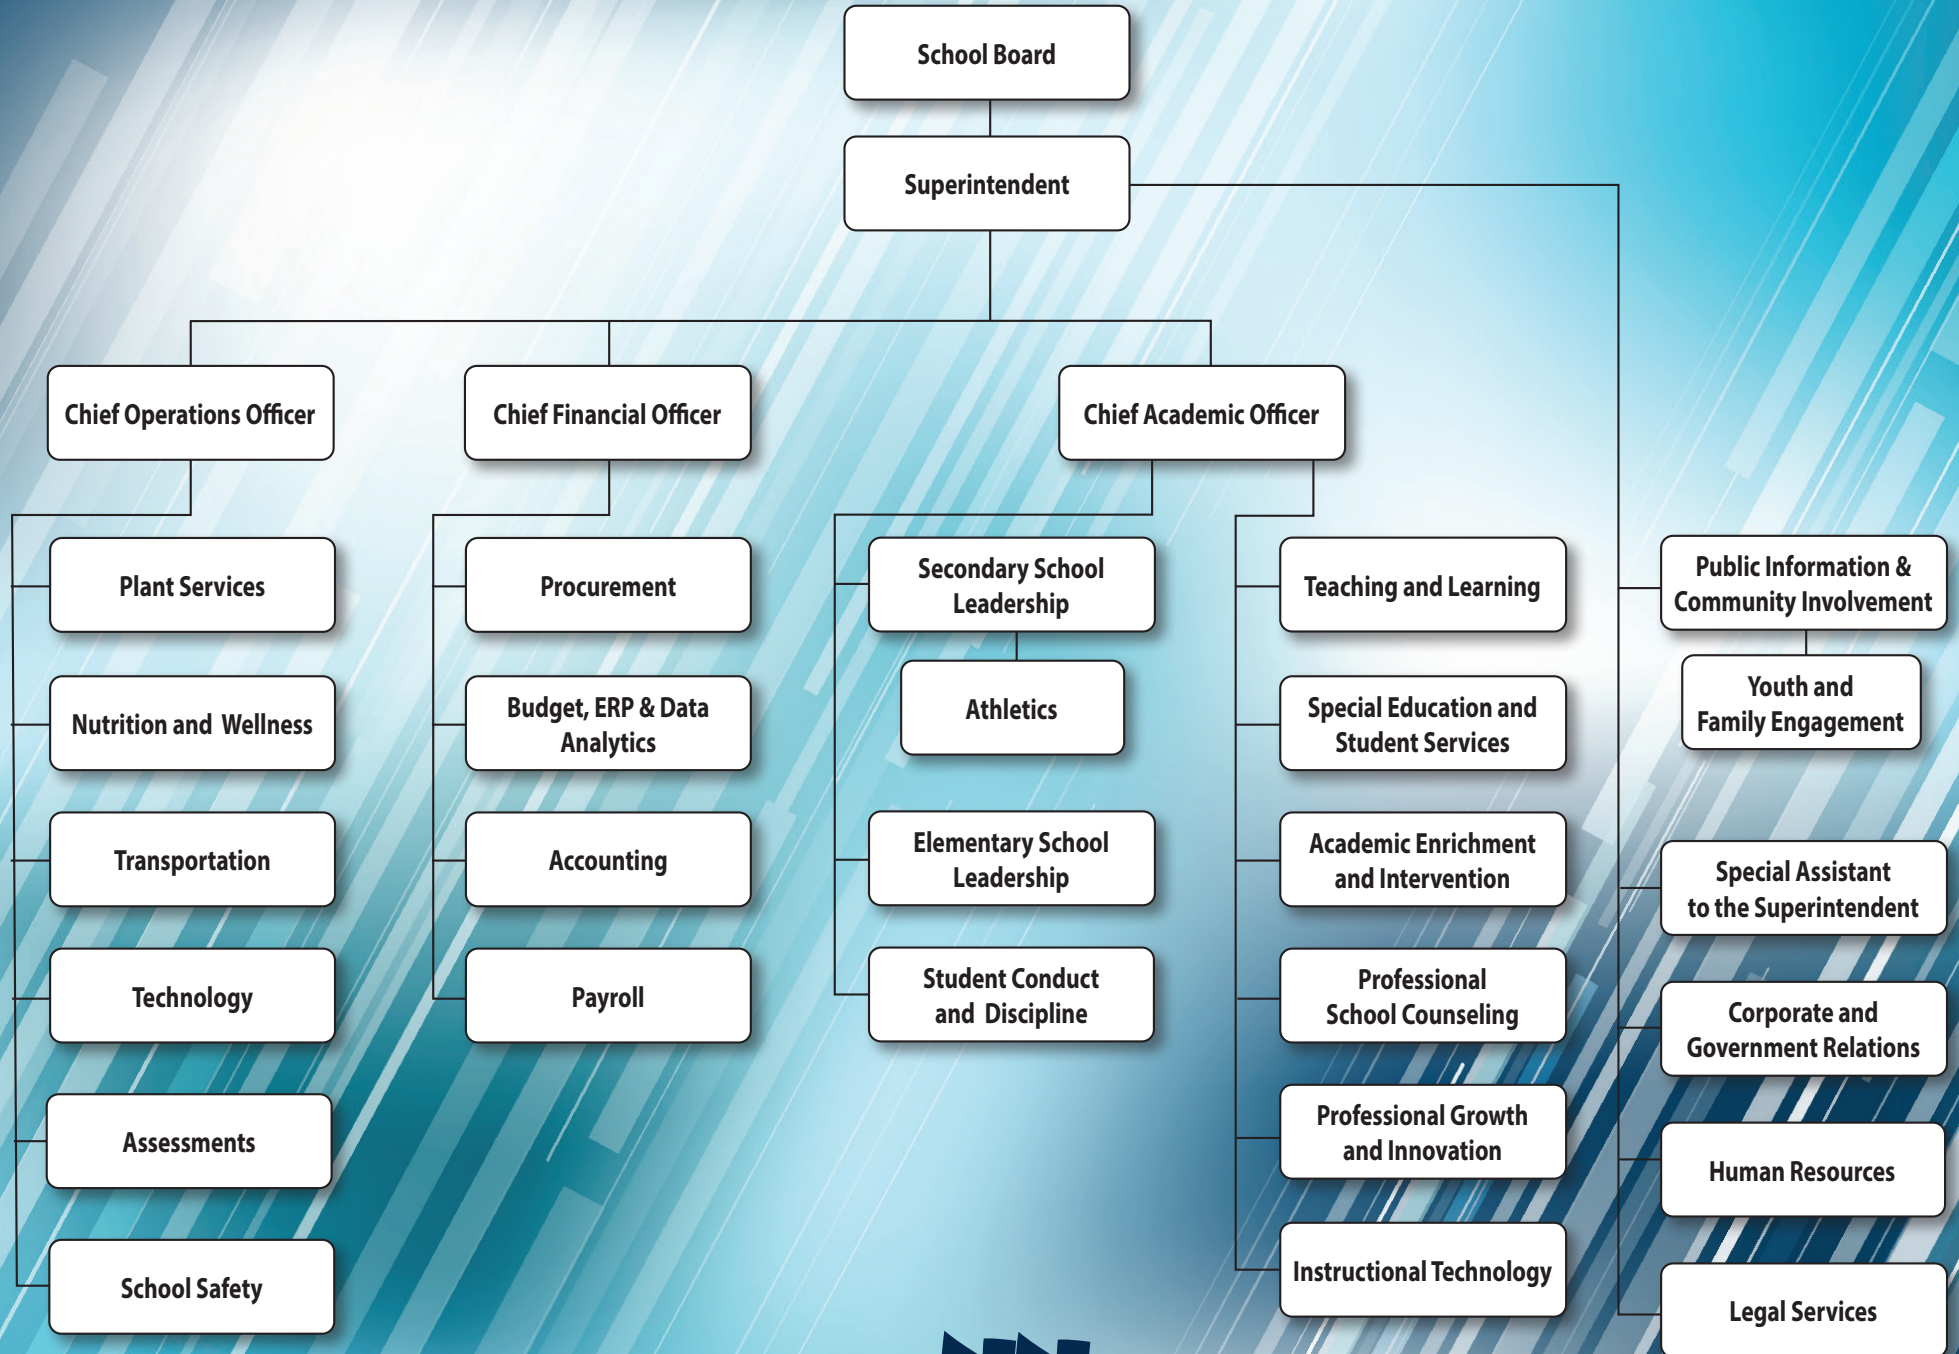 School Board
Superintendent
Chief Operations Officer
Chief Financial Officer
Chief Academic Officer
Plant Services
Nutrition and Wellness
Transportation
Technology
Assessments
School Safety
Procurement
Budget, ERP & Data
Analytics
Accounting
Payroll
Secondary School
Leadership
Athletics
Elementary School
Leadership
Student Conduct
and Discipline
Teaching and Learning
Special Education and
Student Services
Academic Enrichment
and Intervention
Professional
School Counseling
Professional Growth
and Innovation
Instructional Technology
Public Information &
Community Involvement
Youth and
Family Engagement
Special Assistant
to the Superintendent
Corporate and
Government Relations
Human Resources
Legal Services